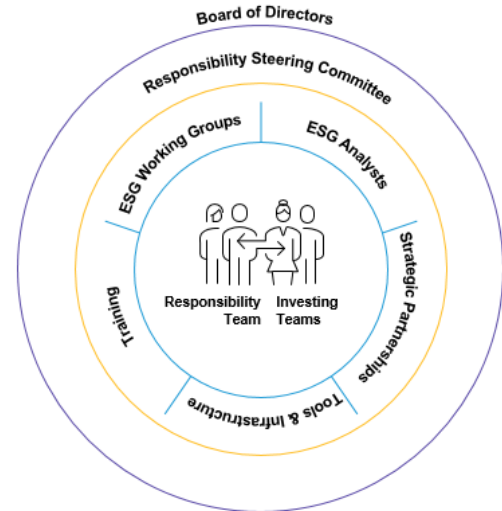 Board of Directors
Responsibility Steering Committee
ESG Working Groups
ESG Analysts
Strategic Partnerships
Tools & Infrastructure
Training
Responsibility Team
Investing Teams